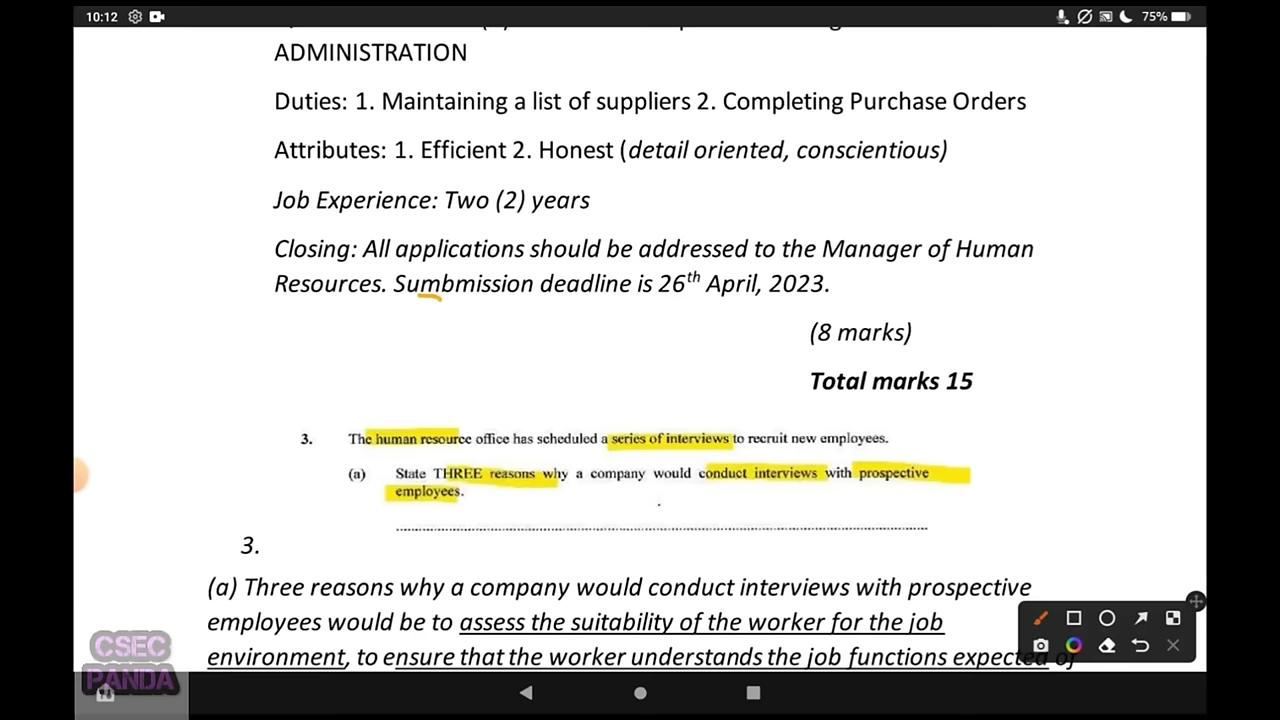 10:12
75%
ADMINISTRATION
Duties: 1. Maintaining a list of suppliers 2. Completing Purchase Orders
Attributes: 1. Efficient 2. Honest (detail oriented, conscientious)
Job Experience: Two (2) years
Closing: All applications should be addressed to the Manager of Human
Resources. Sumbmission deadline is 26th April, 2023.
(8 marks)
Total marks 15
3. The human resource office has scheduled a series of interviews to recruit new employees.
(a) State THREE reasons why a company would conduct interviews with prospective
employees.
3.
(a) Three reasons why a company would conduct interviews with prospective
employees would be to assess the suitability of the worker for the job
environment, to ensure that the worker understands the job functions expected of
CSEC
PANDA